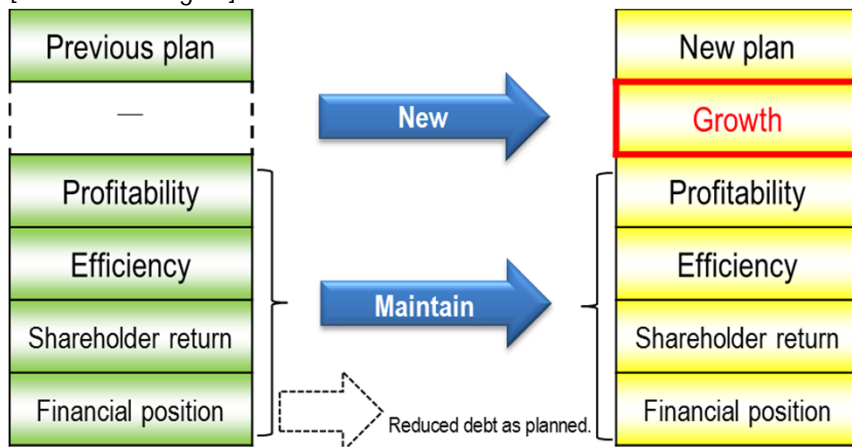 Previous plan
New plan
—
New
Growth
Profitability
Profitability
Efficiency
Efficiency
Maintain
Shareholder return
Shareholder return
Financial position
Reduced debt as planned.
Financial position